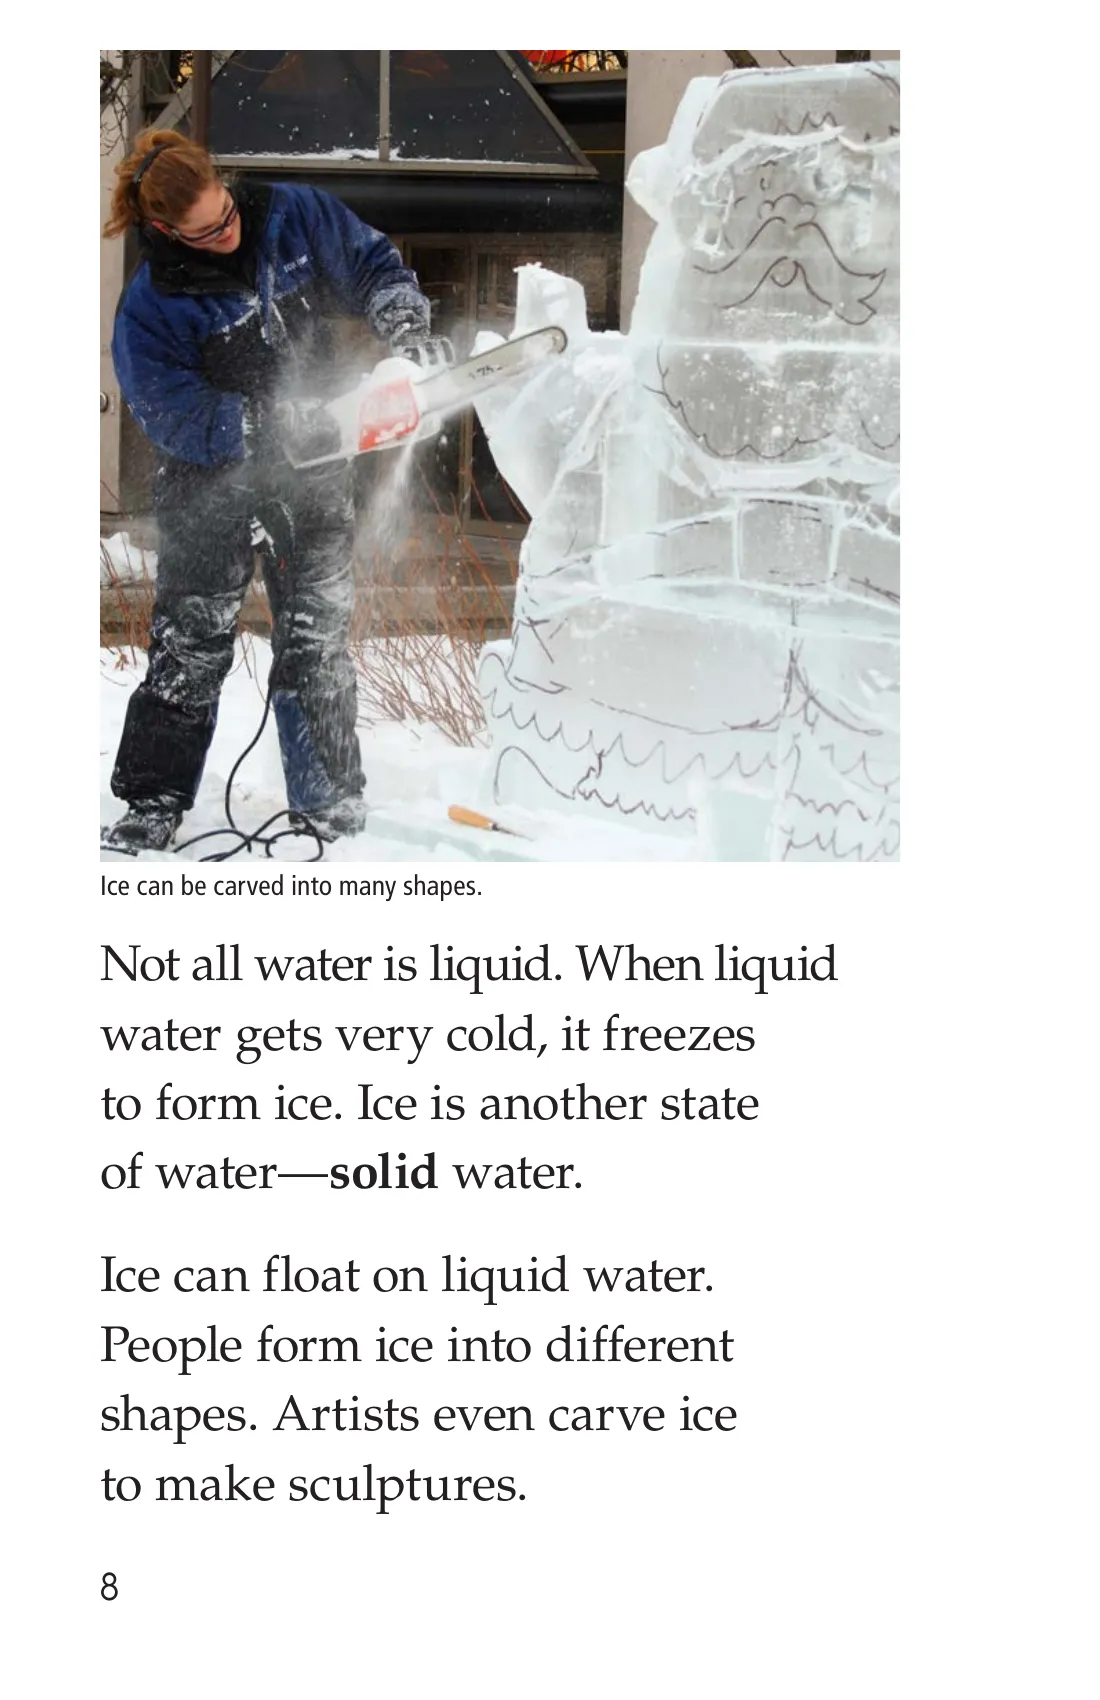 Ice can be carved into many shapes.
Not all water is liquid. When liquid
water gets very cold, it freezes
to form ice. Ice is another state
of water—solid water.
Ice can float on liquid water.
People form ice into different
shapes. Artists even carve ice
to make sculptures.
8